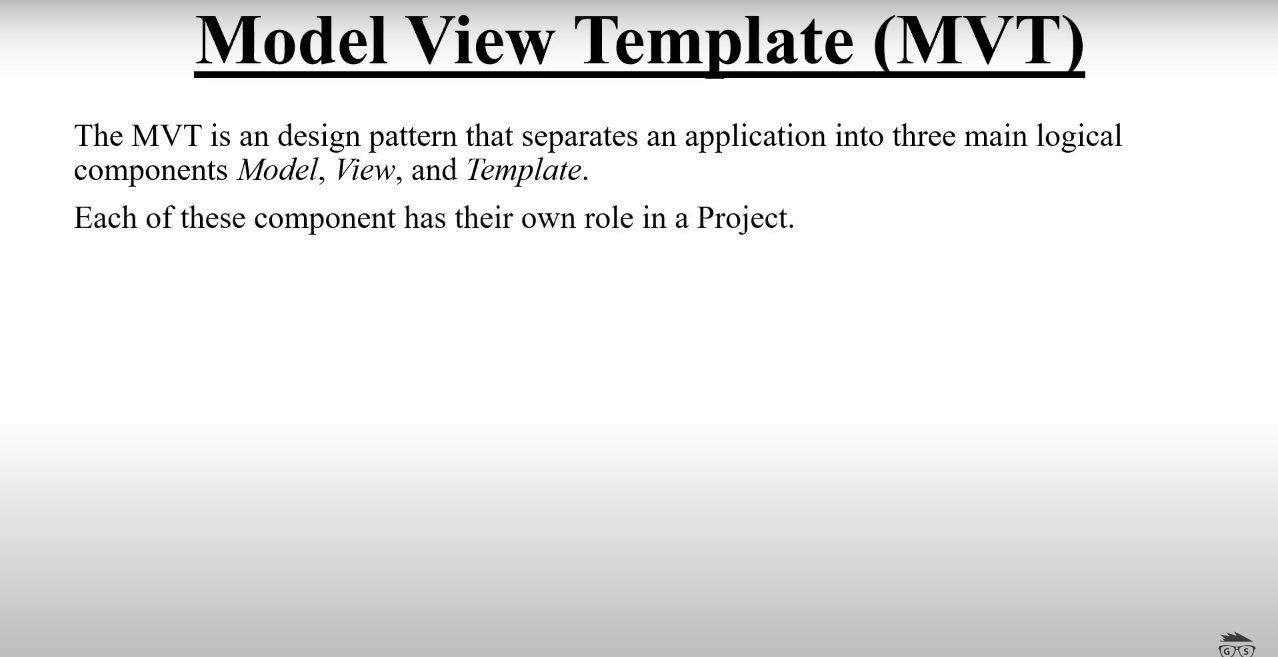 Model View Template (MVT)
The MVT is an design pattern that separates an application into three main logical
components Model, View, and Template.
Each of these component has their own role in a Project.
G S